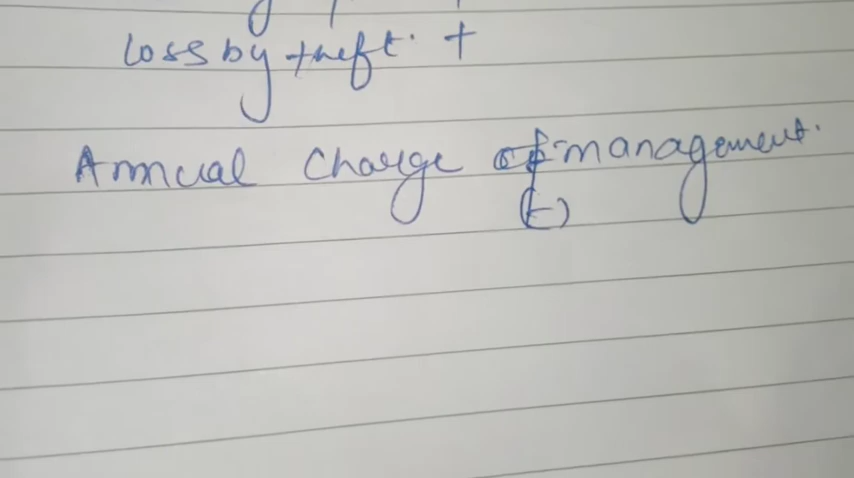 loss by theft. +
Annual Charge of management.
(-)